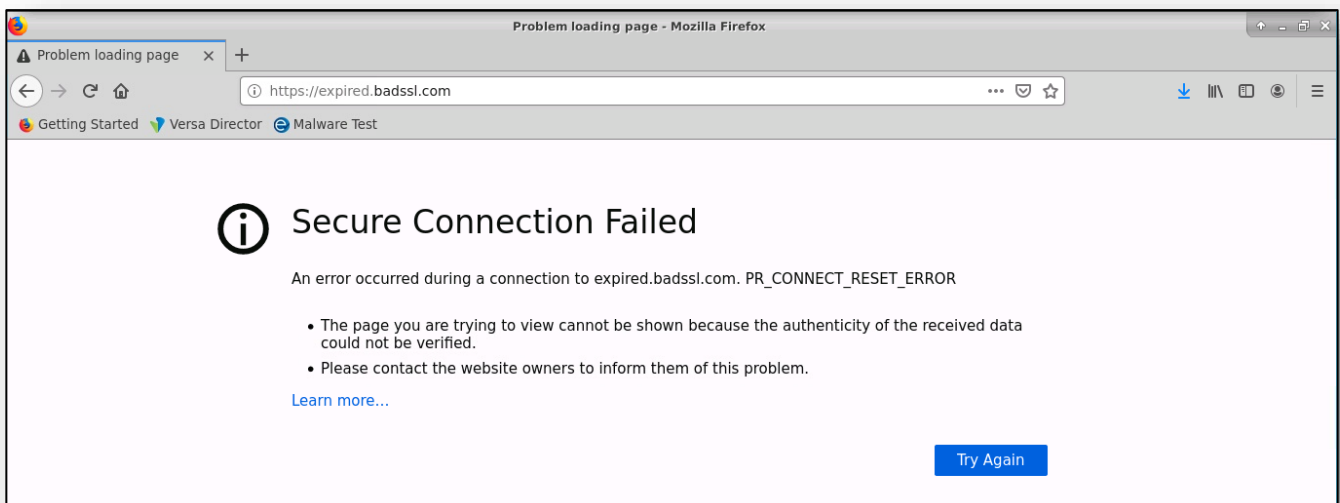 Problem loading page - Mozilla Firefox
Problem loading page
https://expired.badssl.com
Getting Started Versa Director Malware Test
Secure Connection Failed
An error occurred during a connection to expired.badssl.com. PR_CONNECT_RESET_ERROR
• The page you are trying to view cannot be shown because the authenticity of the received data
could not be verified.
• Please contact the website owners to inform them of this problem.
Learn more...
Try Again